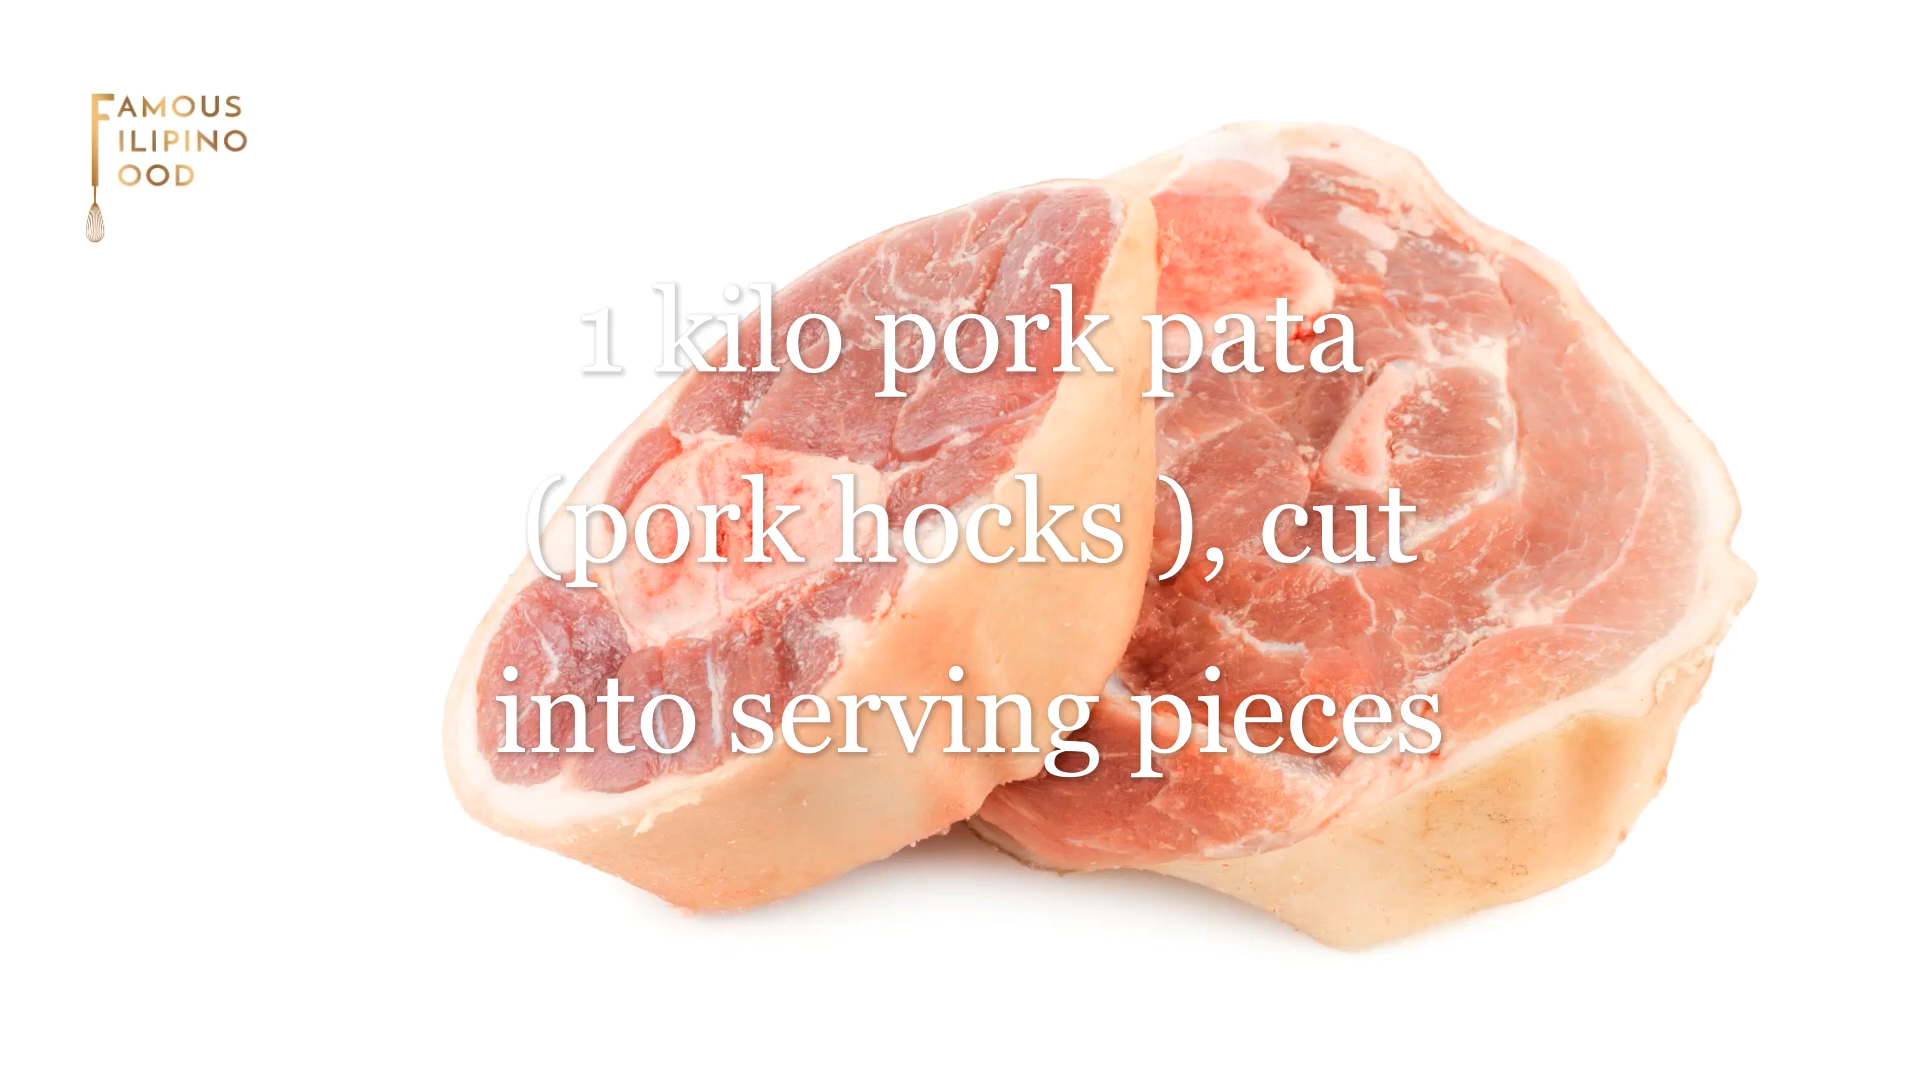 FAMOUS
FILIPINO
FOOD
1 kilo pork pata
(pork hocks ), cut
into serving pieces